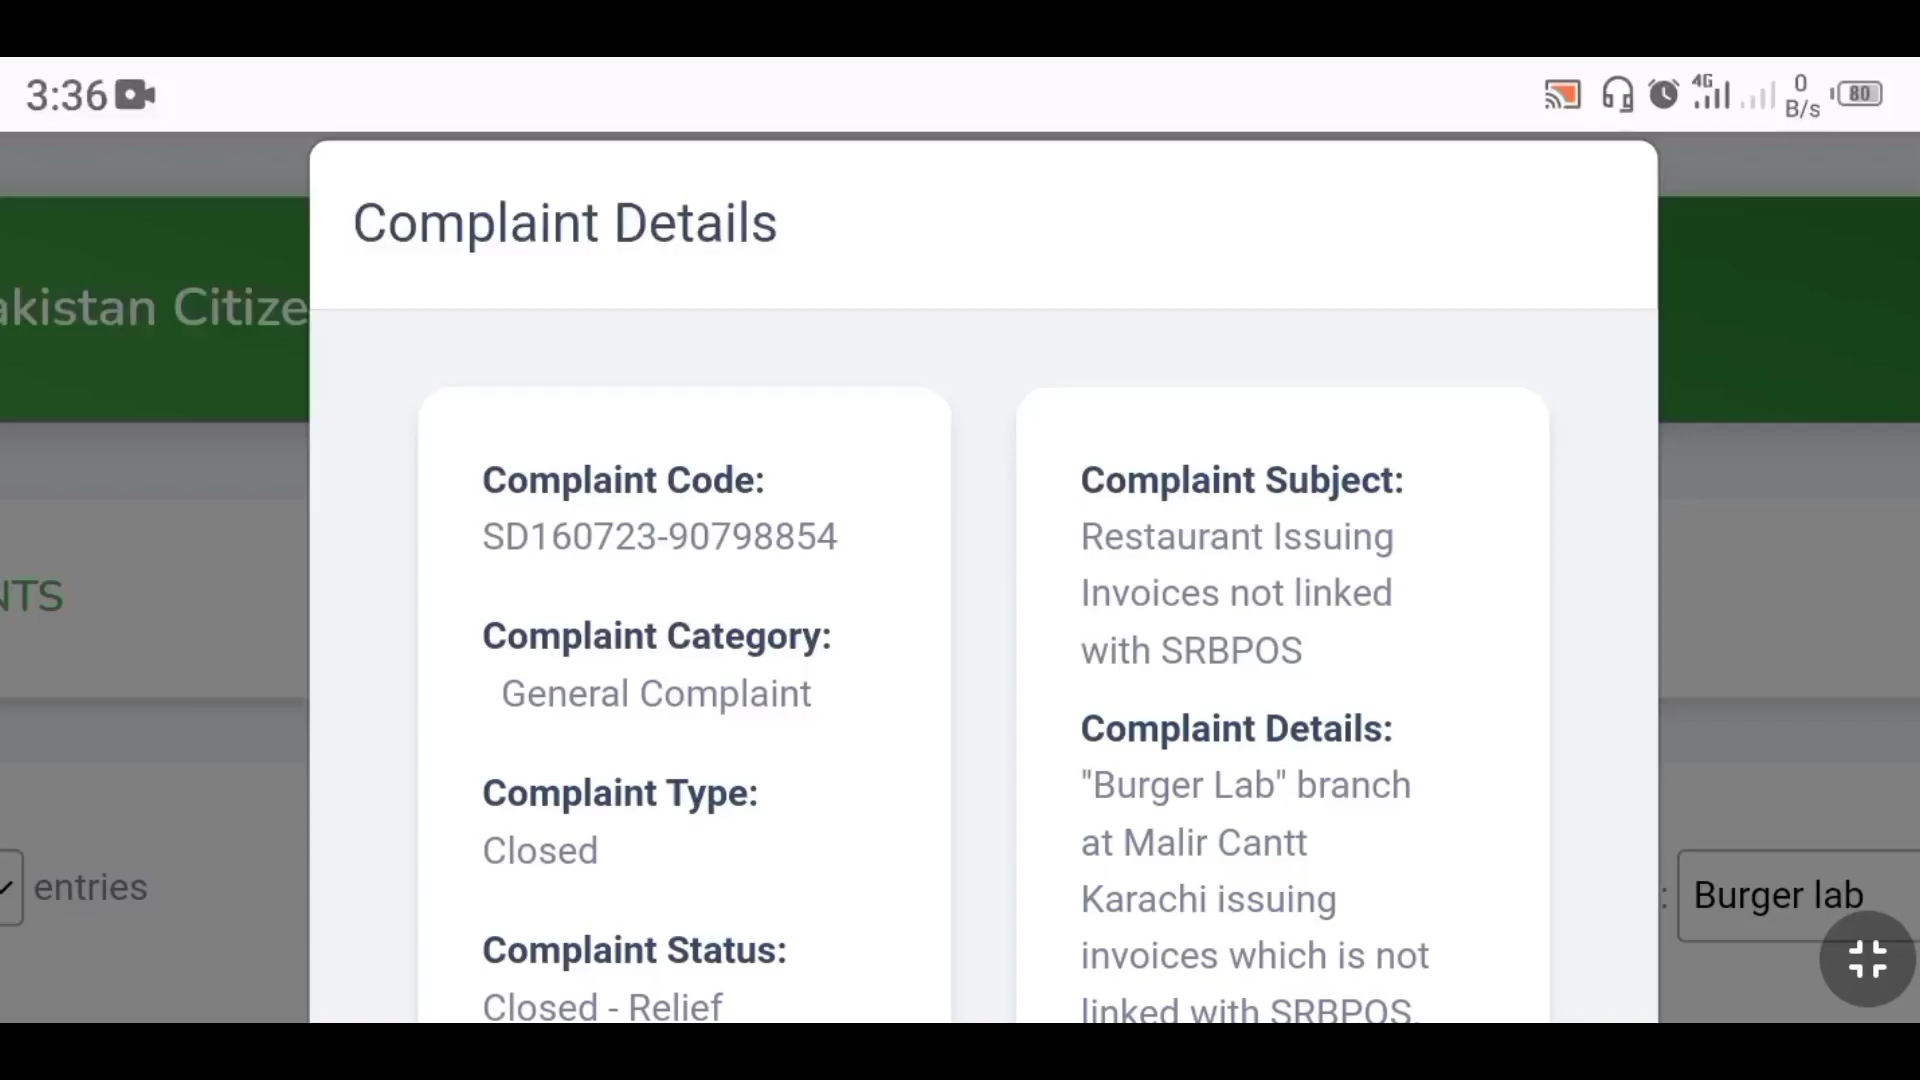 3:36
4G
0
B/s
80
Complaint Details
akistan Citize
Complaint Code:
SD160723-90798854
Complaint Category:
General Complaint
Complaint Type:
Closed
Complaint Status:
Closed - Relief
Complaint Subject:
Restaurant Issuing
Invoices not linked
with SRBPOS
Complaint Details:
"Burger Lab" branch
at Malir Cantt
Karachi issuing
invoices which is not
linked with SRBPOS.
NTS
entries
: Burger lab